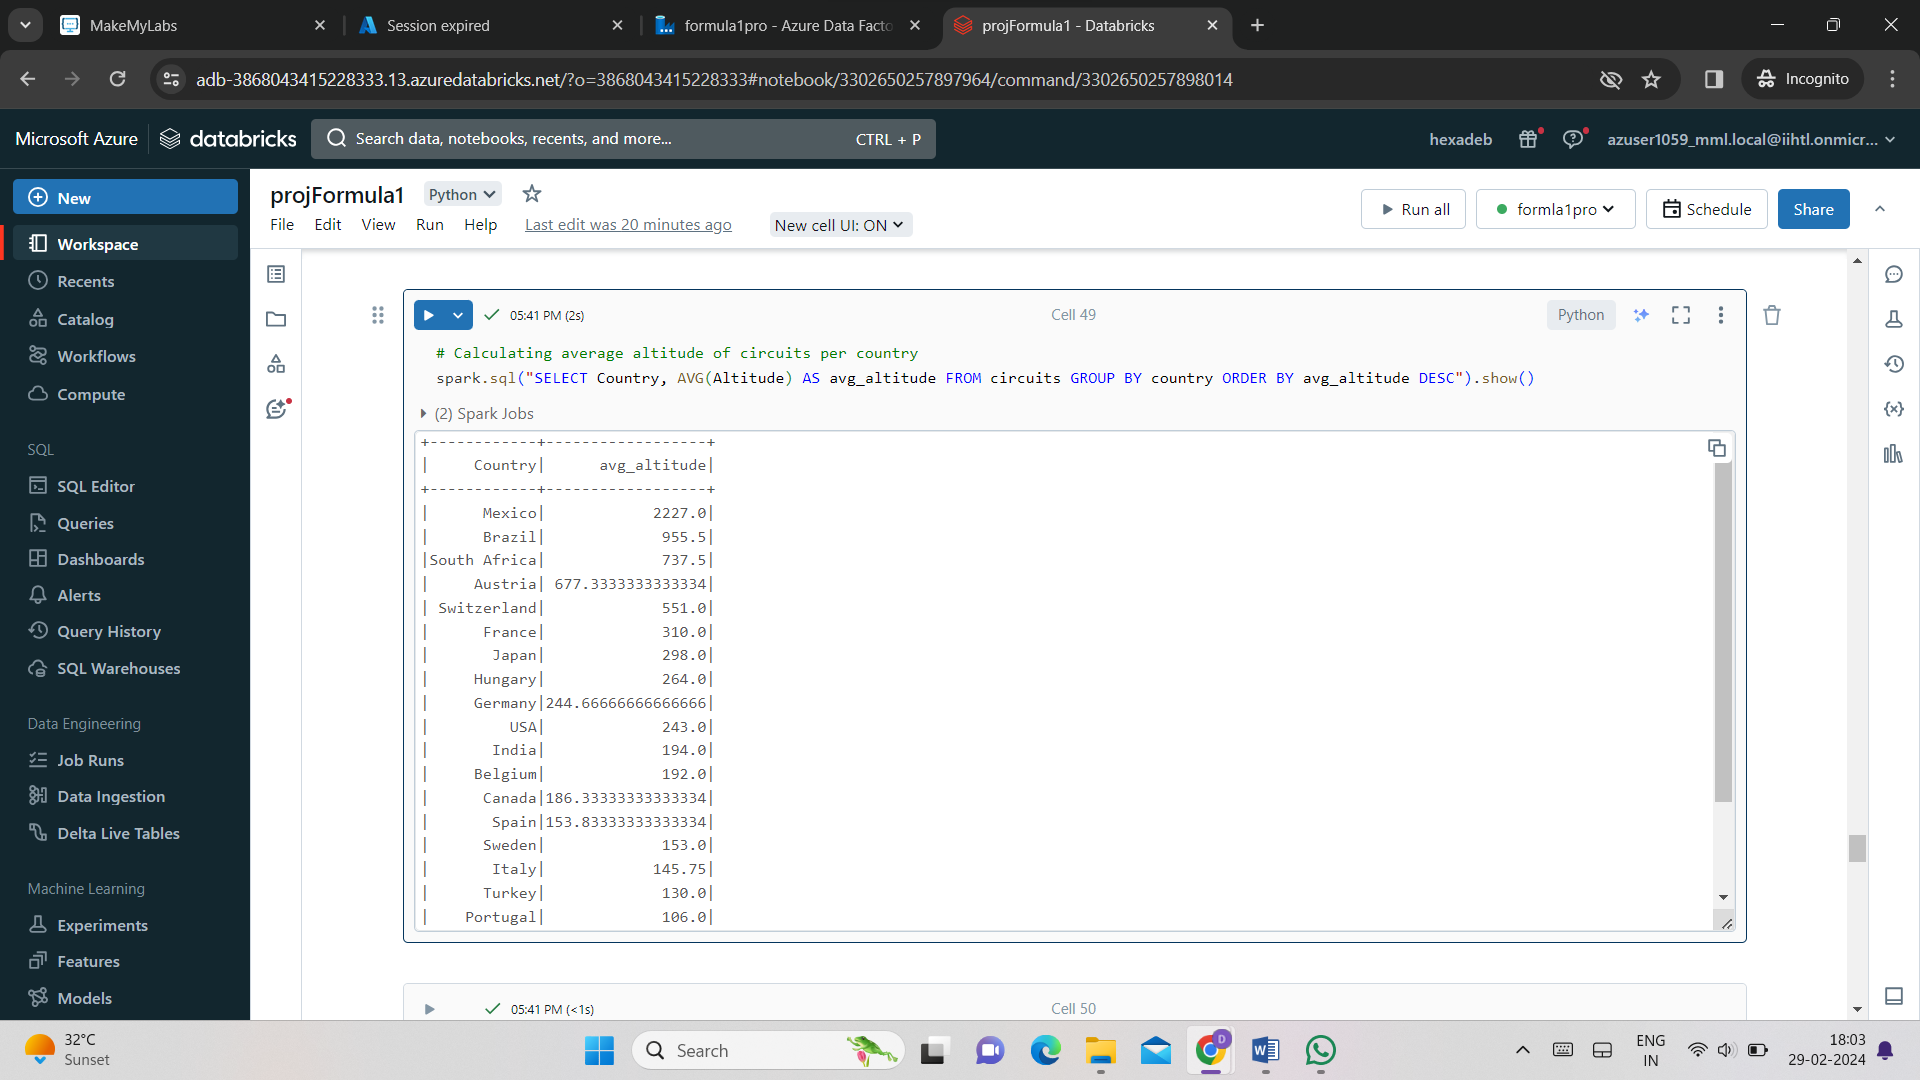 MakeMyLabs
Session expired
formula1pro - Azure Data Facto
projFormula1 - Databricks
adb-3868043415228333.13.azuredatabricks.net/?o=3868043415228333#notebook/3302650257897964/command/3302650257898014
Incognito
Microsoft Azure
databricks
Search data, notebooks, recents, and more...
CTRL + P
hexadeb
azuser1059_mml.local@iihtl.onmicr...
New
Workspace
Recents
Catalog
Workflows
Compute
SQL
SQL Editor
Queries
Dashboards
Alerts
Query History
SQL Warehouses
Data Engineering
Job Runs
Data Ingestion
Delta Live Tables
Machine Learning
Experiments
Features
Models
projFormula1
Python
File Edit View Run Help
Last edit was 20 minutes ago
New cell UI: ON
Run all
formla1pro
Schedule
Share
05:41 PM (2s)
Cell 49
Python
# Calculating average altitude of circuits per country
spark.sql("SELECT Country, AVG(Altitude) AS avg_altitude FROM circuits GROUP BY country ORDER BY avg_altitude DESC").show()
(2) Spark Jobs
+------------+------------------+
|     Country|      avg_altitude|
+------------+------------------+
|      Mexico|            2227.0|
|      Brazil|             955.5|
|South Africa|             737.5|
|     Austria| 677.3333333333334|
| Switzerland|             551.0|
|      France|             310.0|
|       Japan|             298.0|
|     Hungary|             264.0|
|     Germany|244.66666666666666|
|         USA|             243.0|
|       India|             194.0|
|     Belgium|             192.0|
|      Canada|186.33333333333334|
|       Spain|153.83333333333334|
|      Sweden|             153.0|
|       Italy|            145.75|
|      Turkey|             130.0|
|    Portugal|             106.0|
05:41 PM (<1s)
Cell 50
32°C
Sunset
Search
D
ENG
IN
18:03
29-02-2024